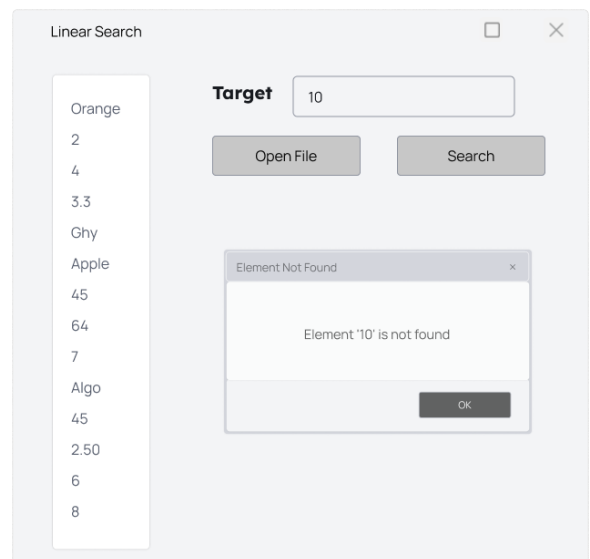 Linear Search
Orange
2
4
3.3
Ghy
Apple
45
64
7
Algo
45
2.50
6
8
Target
10
Open File
Search
Element Not Found
×
Element '10' is not found
OK